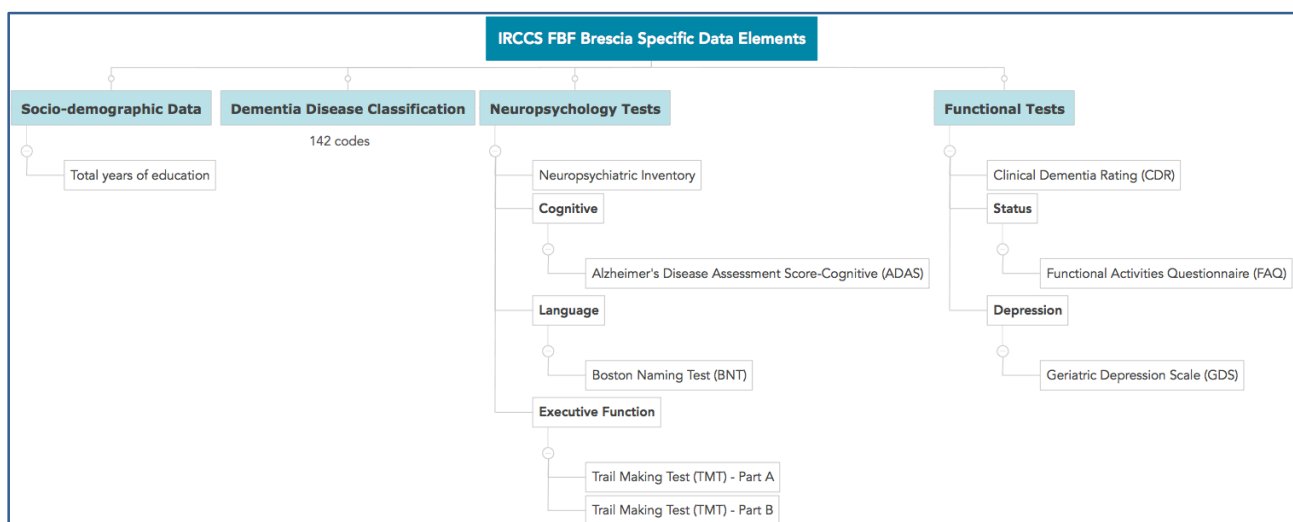 IRCCS FBF Brescia Specific Data Elements
Socio-demographic Data
Total years of education
Dementia Disease Classification
142 codes
Neuropsychology Tests
Neuropsychiatric Inventory
Cognitive
Alzheimer's Disease Assessment Score-Cognitive (ADAS)
Language
Boston Naming Test (BNT)
Executive Function
Trail Making Test (TMT) - Part A
Trail Making Test (TMT) - Part B
Functional Tests
Clinical Dementia Rating (CDR)
Status
Functional Activities Questionnaire (FAQ)
Depression
Geriatric Depression Scale (GDS)